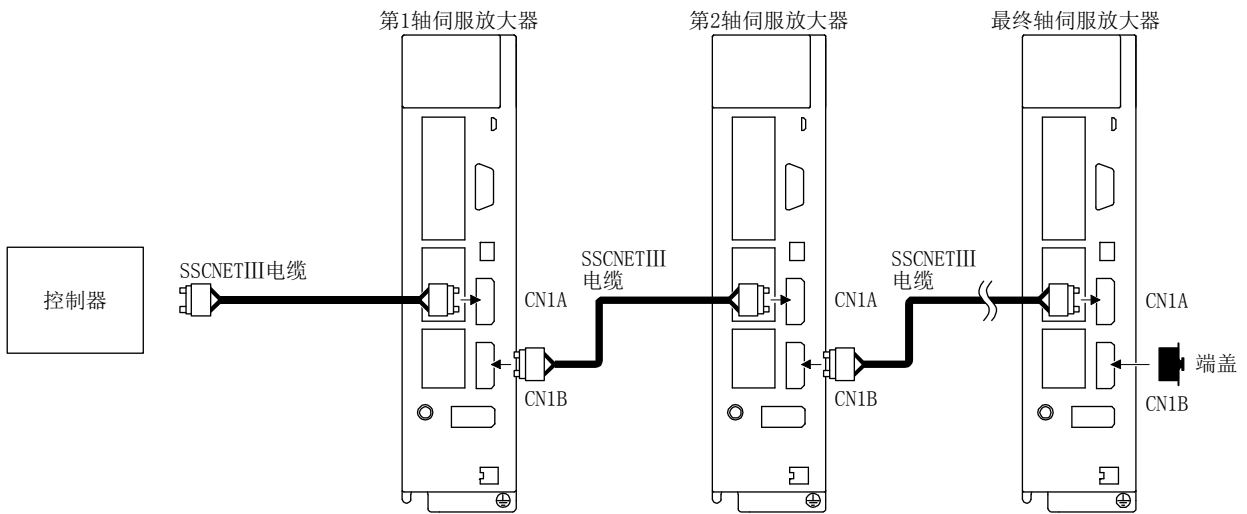 第1轴伺服放大器
第2轴伺服放大器
最终轴伺服放大器
控制器
SSCNETⅢ电缆
CN1A
CN1B
SSCNETⅢ
电缆
CN1A
CN1B
SSCNETⅢ
电缆
CN1A
端盖
CN1B